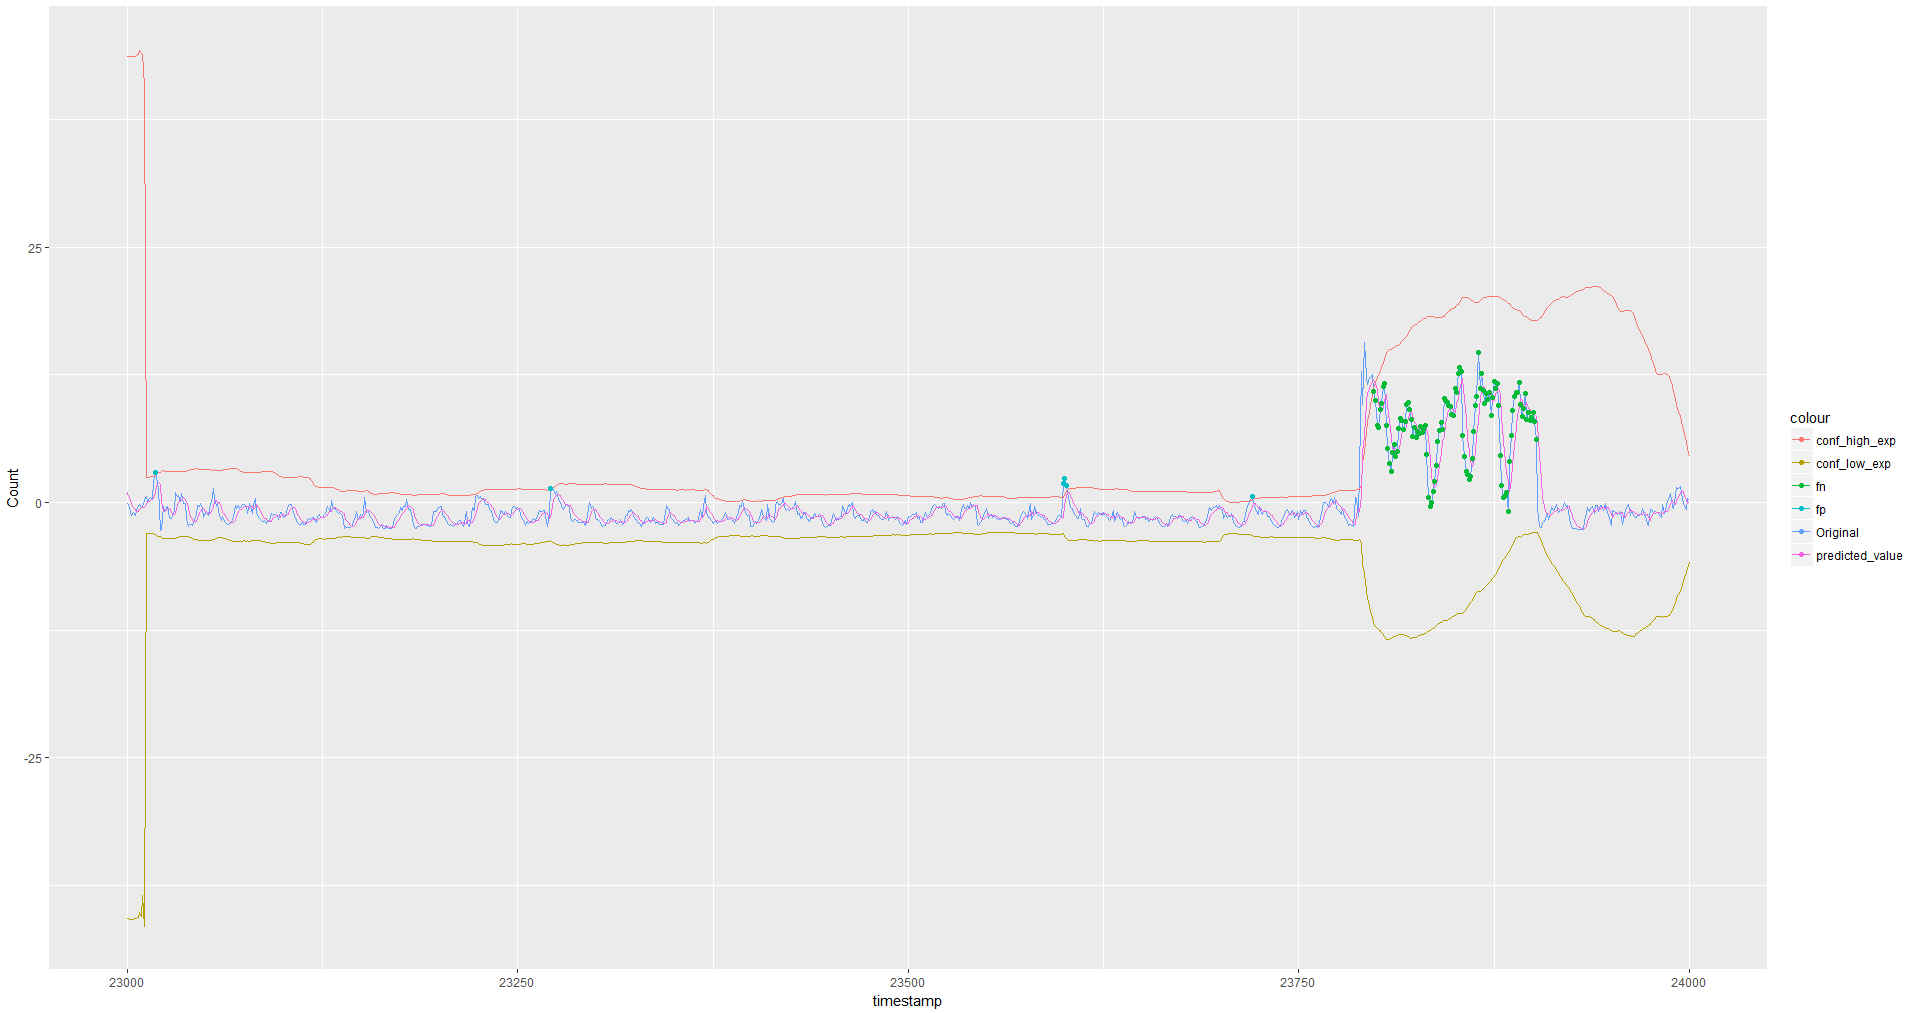 Count
25
0
-25
23000
23250
23500
23750
24000
timestamp
colour
conf_high_exp
conf_low_exp
fn
fp
Original
predicted_value